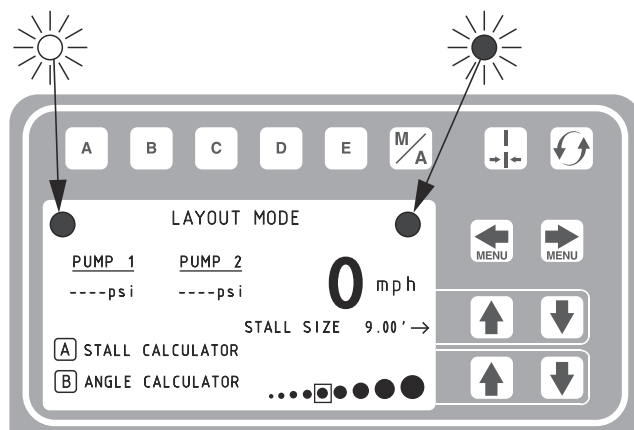 A B C D E M/A
LAYOUT MODE
MENU MENU
PUMP 1 PUMP 2
----psi ----psi
0 mph
STALL SIZE 9.00'→
A STALL CALCULATOR
B ANGLE CALCULATOR